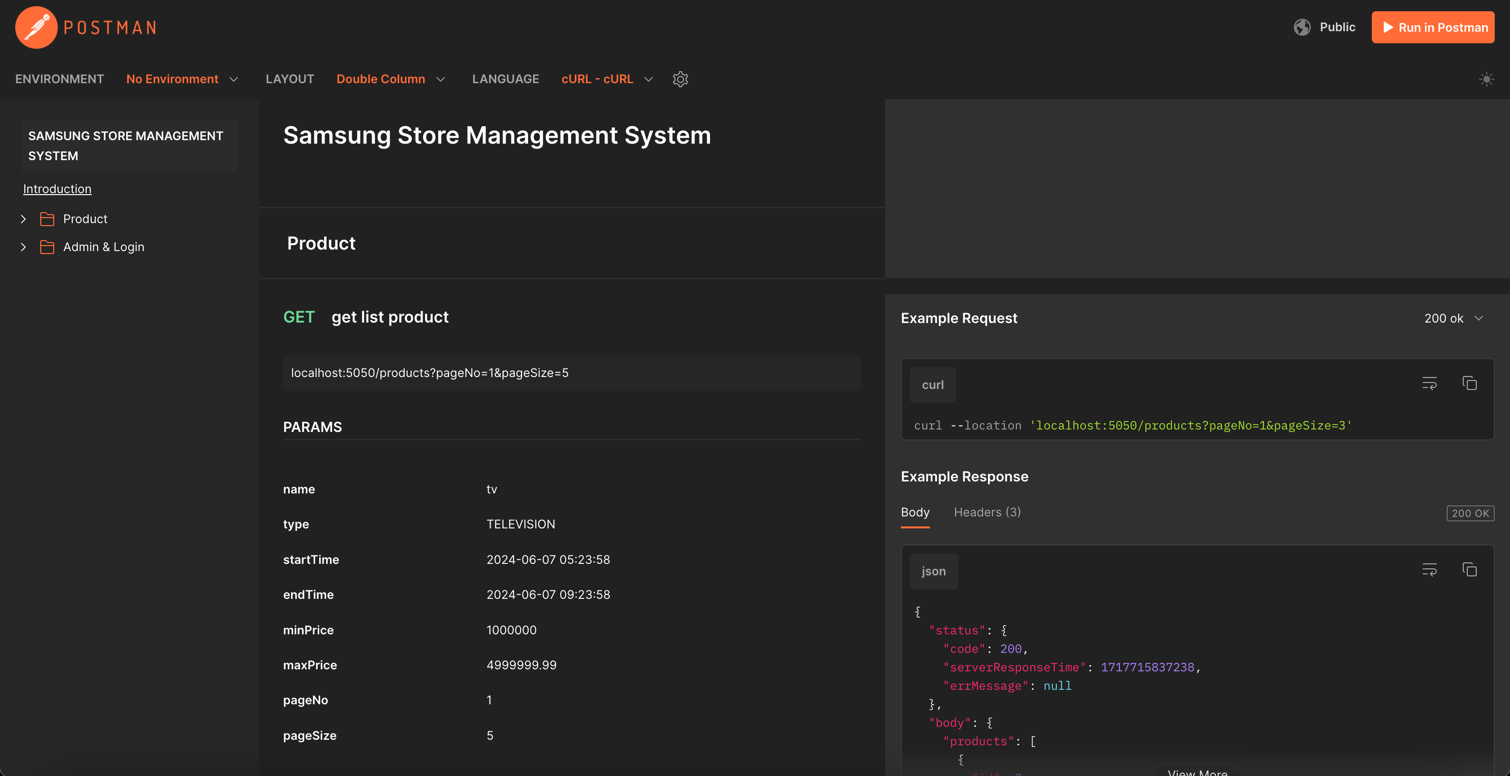 POSTMAN
Public
Run in Postman
ENVIRONMENT No Environment LAYOUT Double Column LANGUAGE cURL - cURL
SAMSUNG STORE MANAGEMENT
SYSTEM
Introduction
Product
Admin & Login
Samsung Store Management System
Product
GET get list product
localhost:5050/products?pageNo=1&pageSize=5
PARAMS
name tv
type TELEVISION
startTime 2024-06-07 05:23:58
endTime 2024-06-07 09:23:58
minPrice 1000000
maxPrice 4999999.99
pageNo 1
pageSize 5
Example Request 200 ok
curl
curl --location 'localhost:5050/products?pageNo=1&pageSize=3'
Example Response
Body Headers (3) 200 OK
json
{
"status": {
"code": 200,
"serverResponseTime": 1717715837238,
"errMessage": null
},
"body": {
"products": [
{
View More